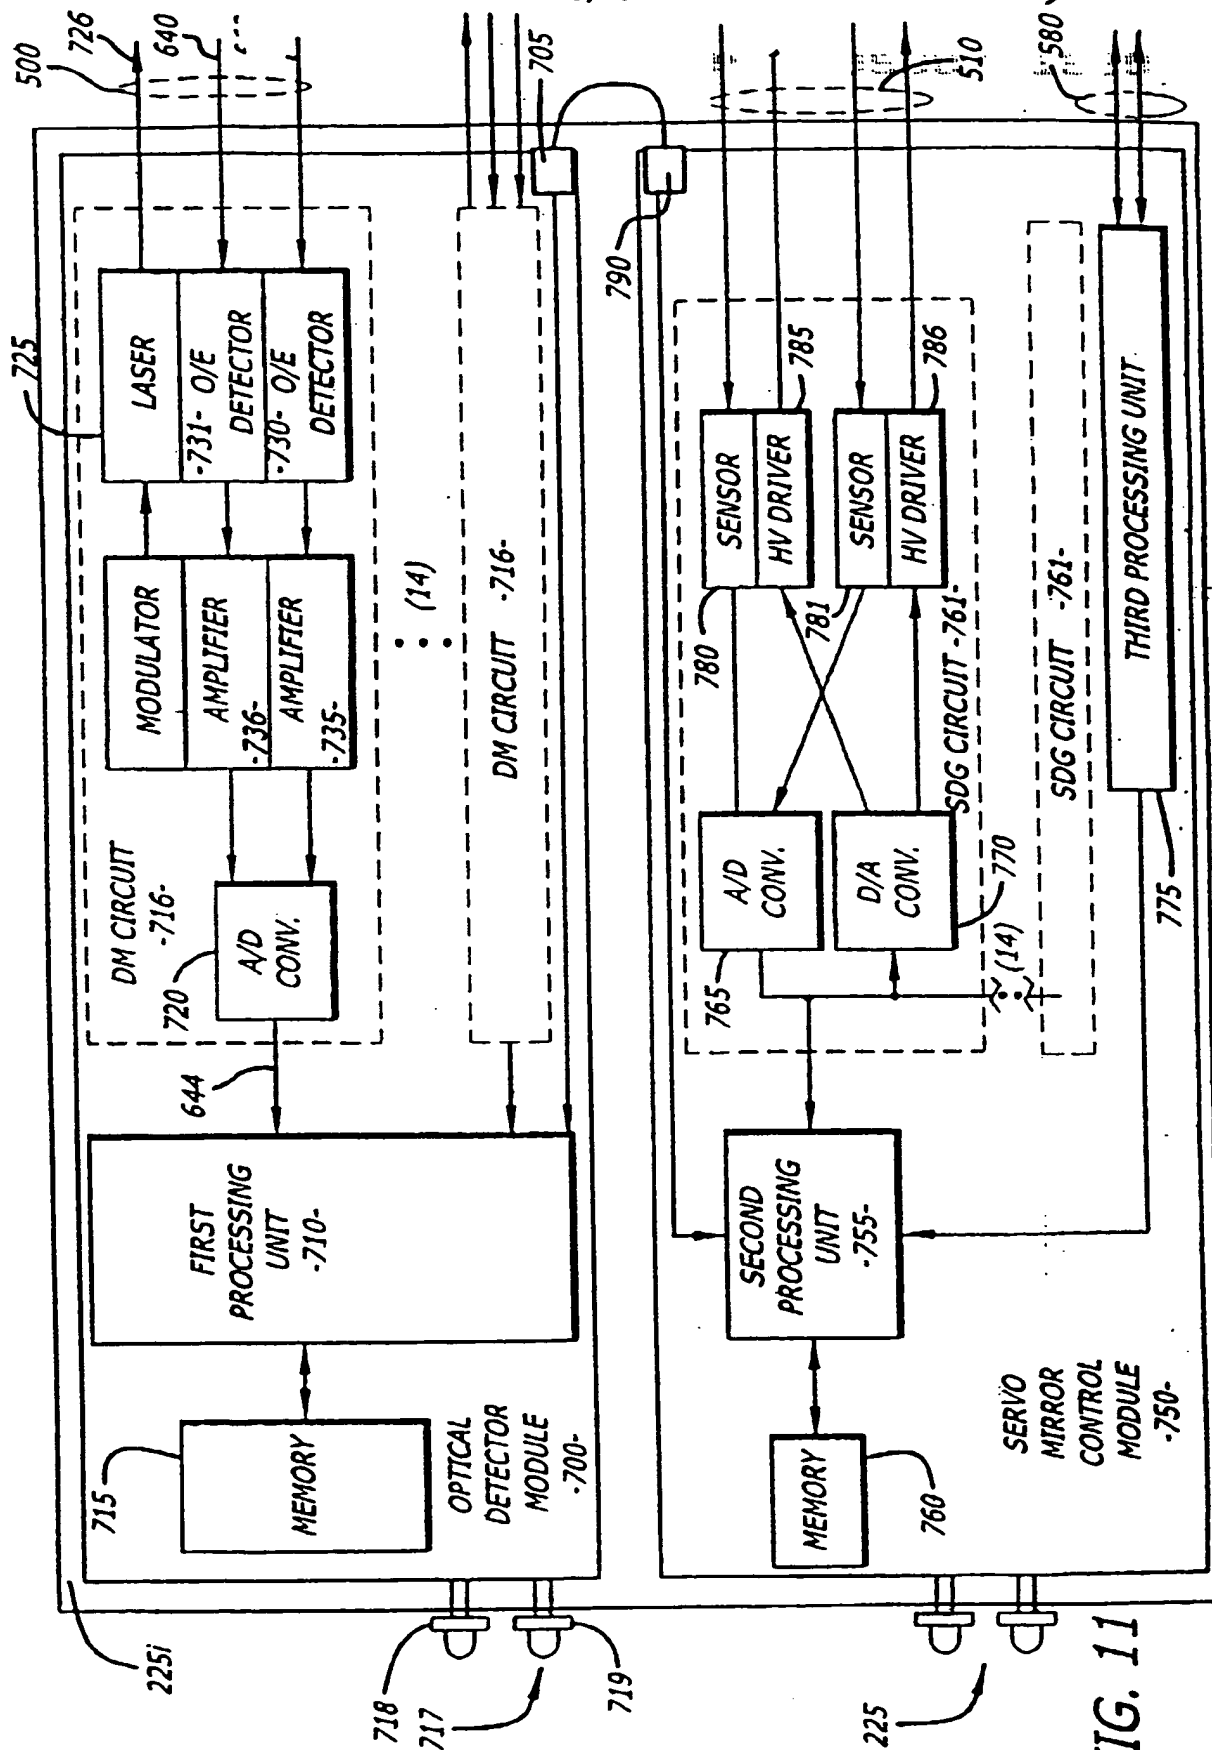 500
726
640
705
510
580
725
LASER
-731- O/E
DETECTOR
-730- O/E
DETECTOR
MODULATOR
AMPLIFIER
-736-
AMPLIFIER
-735-
DM CIRCUIT
-716-
A/D
CONV.
720
644
(14)
DM CIRCUIT -716-
FIRST
PROCESSING
UNIT
-710-
MEMORY
715
OPTICAL
DETECTOR
MODULE
-700-
225i
718
717
719
790
SENSOR
HV DRIVER
785
780
SENSOR
HV DRIVER
786
781
SDG CIRCUIT -761-
A/D
CONV.
765
D/A
CONV.
770
(14)
SDG CIRCUIT -761-
THIRD PROCESSING UNIT
775
SECOND
PROCESSING
UNIT
-755-
MEMORY
760
SERVO
MIRROR
CONTROL
MODULE
-750-
225
FIG. 11